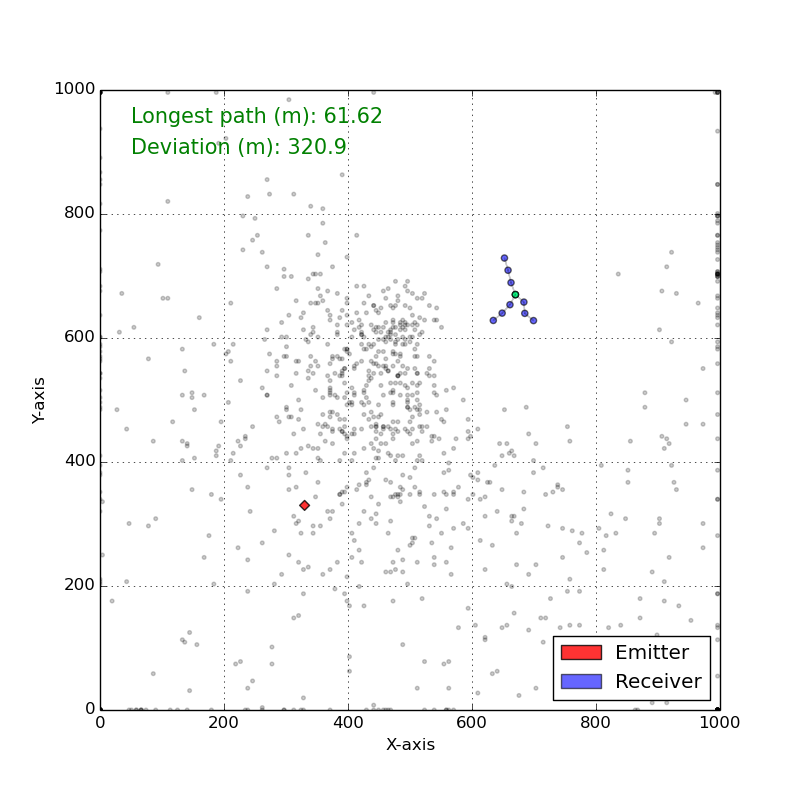 Longest path (m): 61.62
Deviation (m): 320.9
1000
800
600
400
200
0
Y-axis
0 200 400 600 800 1000
X-axis
Emitter
Receiver